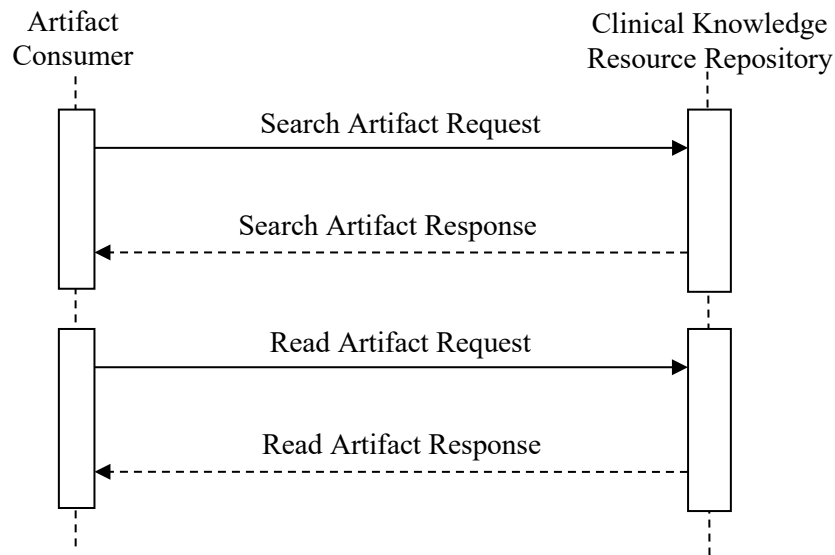 Artifact
Consumer
Clinical Knowledge
Resource Repository
Search Artifact Request
Search Artifact Response
Read Artifact Request
Read Artifact Response